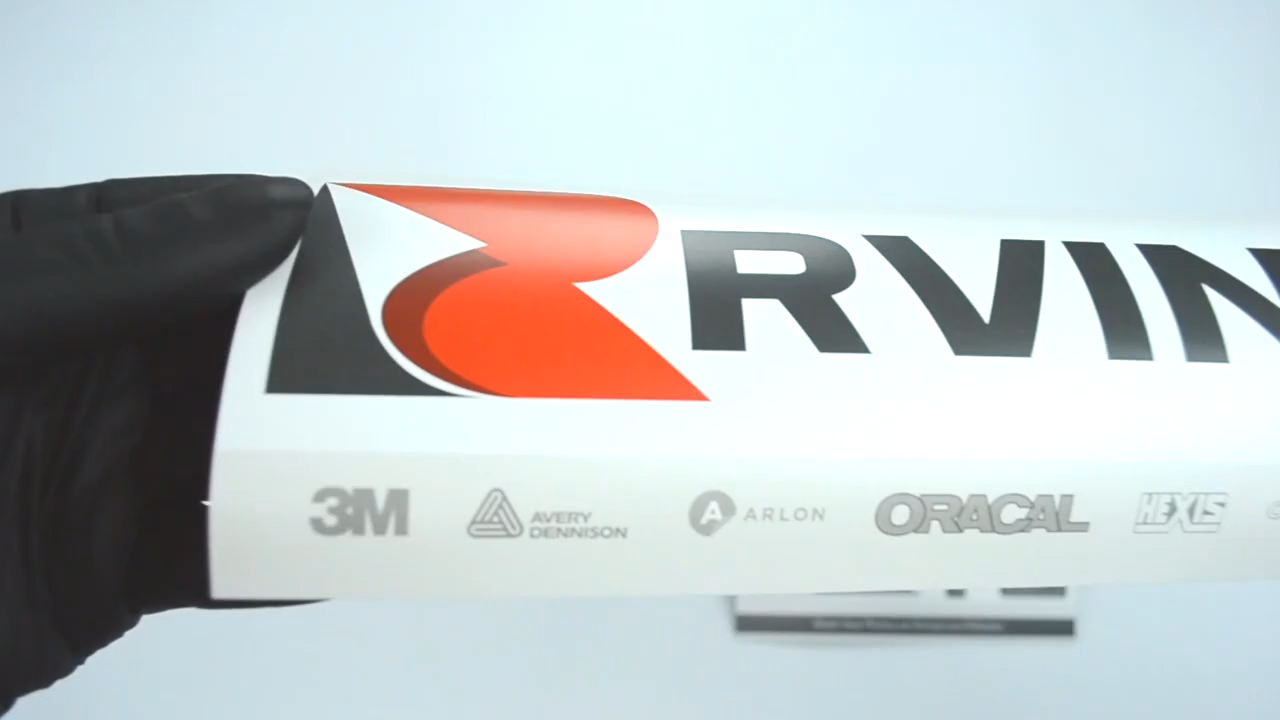 RVIN
3M
AVERY
DENNISON
A ARLON
ORACAL
HEXIS